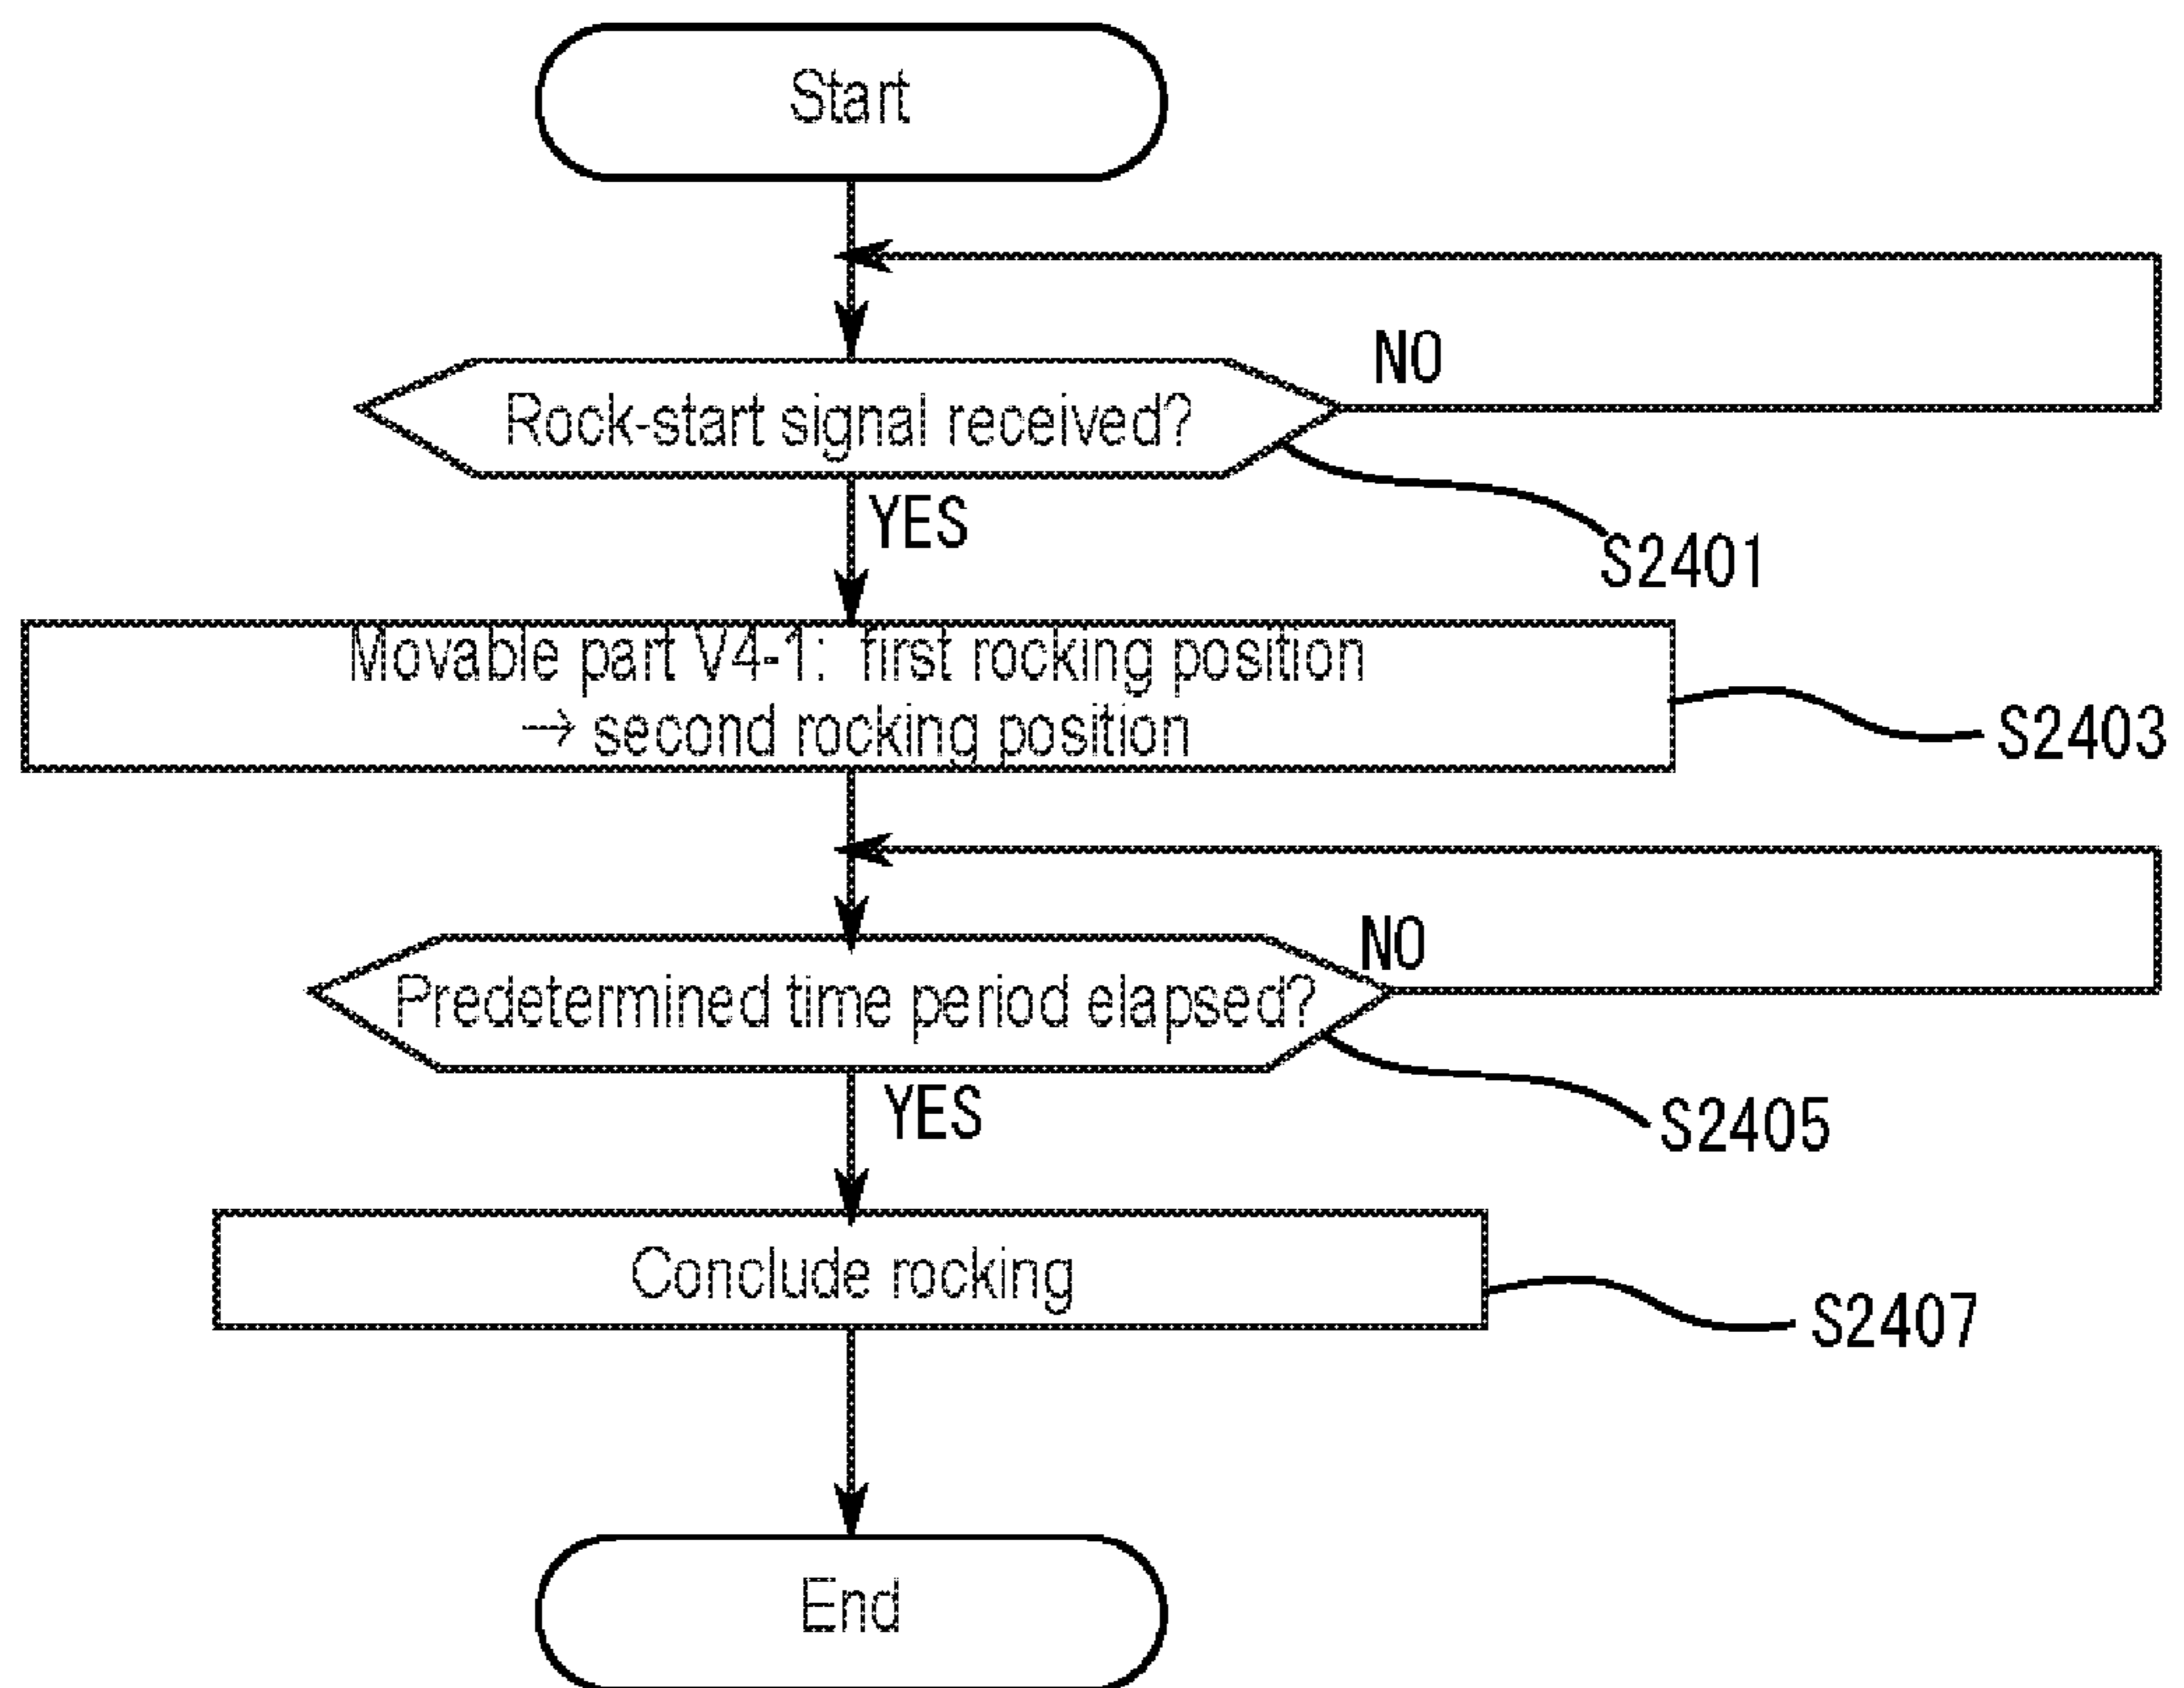 Start
NO
Rock-start signal received?
YES
S2401
Movable part V4-1: first rocking position
→ second rocking position
S2403
NO
Predetermined time period elapsed?
YES
S2405
Conclude rocking
S2407
End